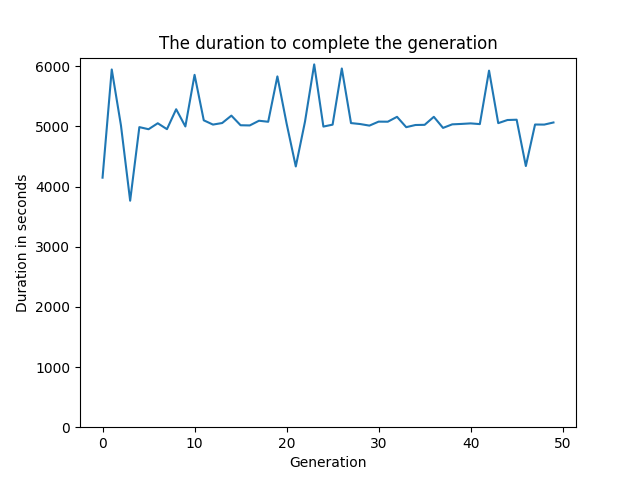 The duration to complete the generation
6000
5000
4000
3000
2000
1000
0
Duration in seconds
0 10 20 30 40 50
Generation